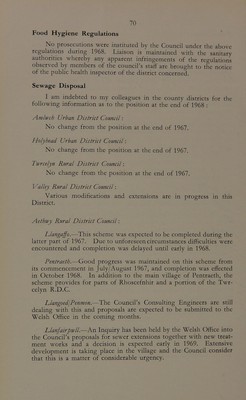 70
Food Hygiene Regulations
No prosecutions were instituted by the Council under the above
regulations during 1968. Liaison is maintained with the sanitary
authorities whereby any apparent infringements of the regulations
observed by members of the council's staff are brought to the notice
of the public health inspector of the district concerned.
Sewage Disposal
I am indebted to my colleagues in the county districts for the
following information as to the position at the end of 1968 :
Amlwch Urban District Council :
No change from the position at the end of 1967.
Holyhead Urban District Council :
No change from the position at the end of 1967.
Twrcelyn Rural District Council :
No change from the position at the end of 1967.
Valley Rural District Council :
Various modifications and extensions are in progress in this
District.
Aethwy Rural District Council :
Llangoffo.—This scheme was expected to be completed during the
latter part of 1967. Due to unforeseen circumstances difficulties were
encountered and completion was delayed until early in 1968.
Pentraeth.—Good progress was maintained on this scheme from
its commencement in July/August 1967, and completion was effected
in October 1968. In addition to the main village of Pentraeth, the
scheme provides for parts of Rhoscefnhir and a portion of the Twr-
celyn R.D.C.
Llangoed/Penmon.—The Council's Consulting Engineers are still
dealing with this and proposals are expected to be submitted to the
Welsh Office in the coming months.
Llanfairpwll.—An Inquiry has been held by the Welsh Office into
the Council's proposals for sewer extensions together with new treat-
ment works and a decision is expected early in 1969. Extensive
development is taking place in the village and the Council consider
that this is a matter of considerable urgency.